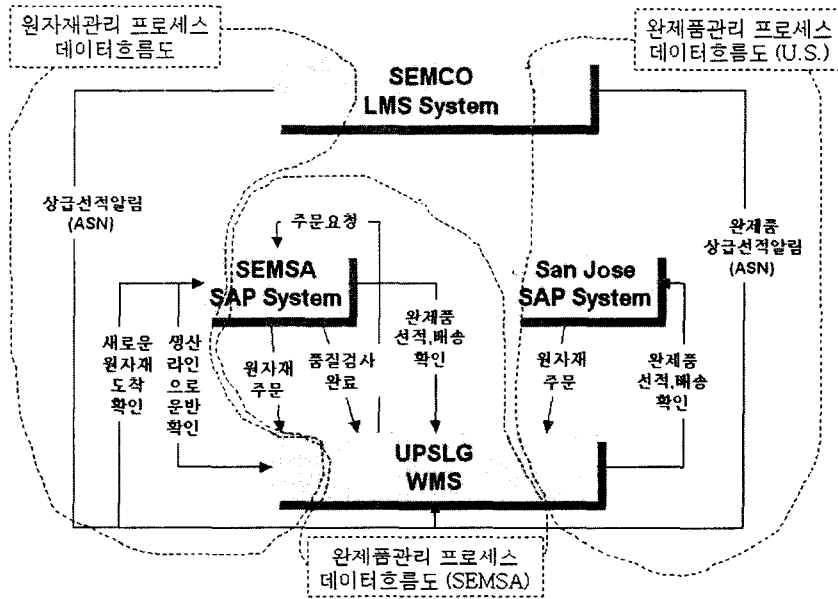 원자재관리 프로세스
데이터흐름도
완제품관리 프로세스
데이터흐름도 (U.S.)
SEMCO
LMS System
상급선적알림
(ASN)
주문요청
완제품
상급선적알림
(ASN)
SEMSA
SAP System
San Jose
SAP System
새로운
원자재
도착
확인
생산
라인
으로
운반
확인
원자재
주문
품질검사
완료
완제품
선적,배송
확인
원자재
주문
완제품
선적,배송
확인
UPSLG
WMS
완제품관리 프로세스
데이터흐름도 (SEMSA)